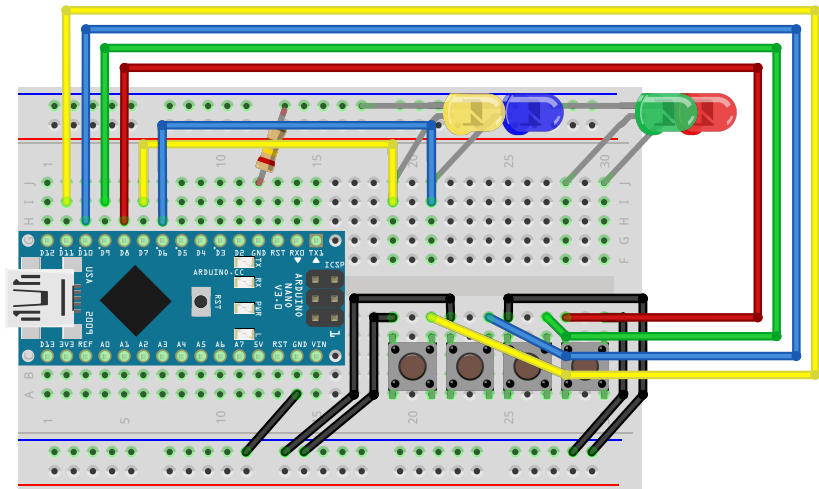 1
5
10
15
20
25
30
J
J
I
I
H
H
G
G
F
F
D12 D11 D10 D9 D8 D7 D6 D5 D4 D3 D2 GND RST RX0 TX1
USA
2009
ARDUINO.CC
RST
TX
RX
PWR
L
ARDUINO
NANO
V3.0
ICSP
1
D13 3V3 REF A0 A1 A2 A3 A4 A5 A6 A7 5V RST GND VIN
B
B
A
A
1
5
10
15
20
25